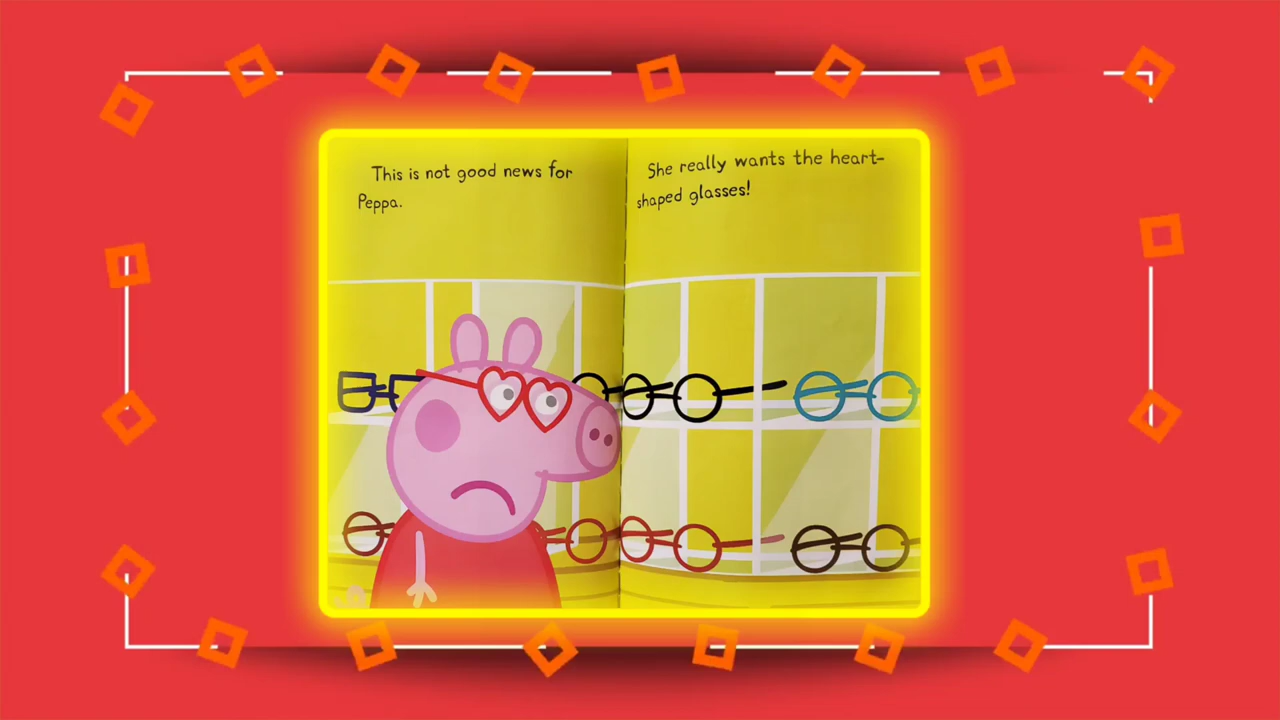 This is not good news for
Peppa.
She really wants the heart-
shaped glasses!